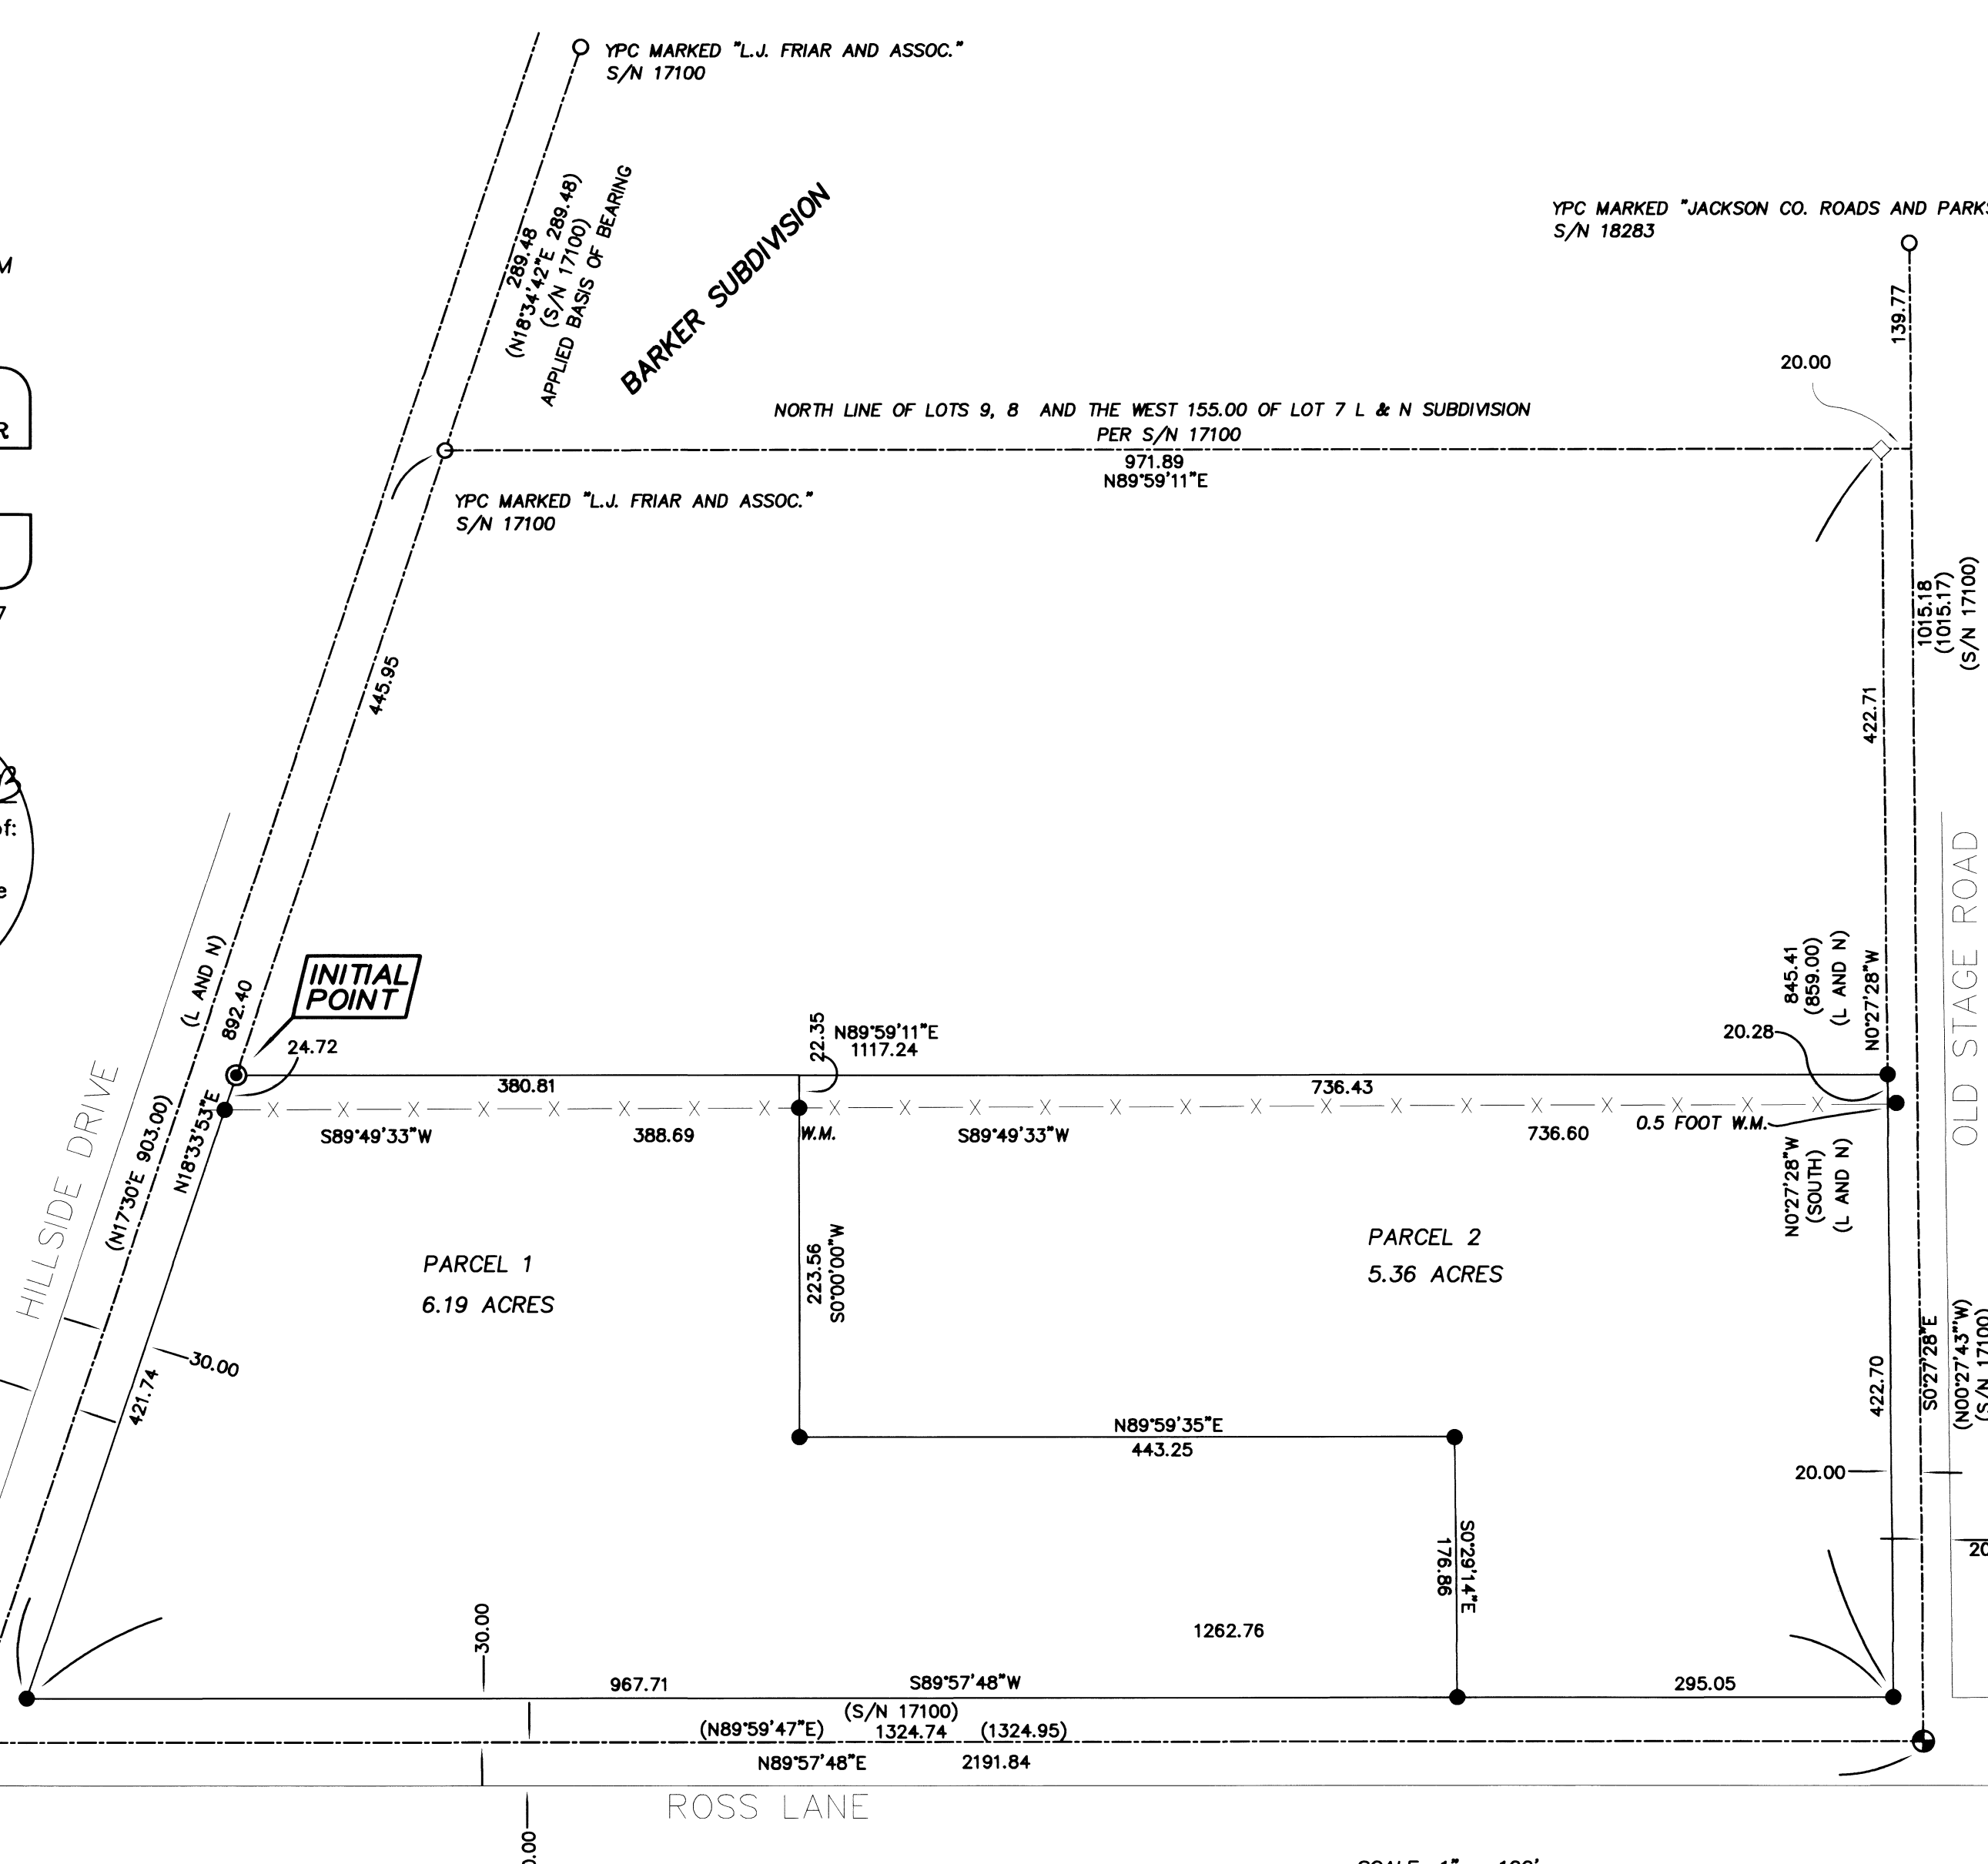 YPC MARKED "L.J. FRIAR AND ASSOC."
S/N 17100
289.48
(N18°34'42"E 289.48)
(S/N 17100)
APPLIED BASIS OF BEARING
BARKER SUBDIVISION
YPC MARKED "JACKSON CO. ROADS AND PARKS
S/N 18283
139.77
20.00
NORTH LINE OF LOTS 9, 8 AND THE WEST 155.00 OF LOT 7 L & N SUBDIVISION
PER S/N 17100
971.89
N89°59'11"E
YPC MARKED "L.J. FRIAR AND ASSOC."
S/N 17100
M
R
7
of:
e
445.95
422.71
1015.18
(1015.17)
(S/N 17100)
OLD STAGE ROAD
(L AND N)
892.40
INITIAL
POINT
24.72
22.35
N89°59'11"E
1117.24
380.81
736.43
20.28
845.41
(859.00)
(L AND N)
N0°27'28"W
HILLSIDE DRIVE
(N17°30'E 903.00)
N18°33'53"E
S89°49'33"W
388.69
W.M.
S89°49'33"W
736.60
0.5 FOOT W.M.
N0°27'28"W
(SOUTH)
(L AND N)
PARCEL 1
6.19 ACRES
223.56
S0°00'00"W
PARCEL 2
5.36 ACRES
30.00
421.74
422.70
S0°27'28"E
(N00°27'43"W)
(S/N 17100)
N89°59'35"E
443.25
20.00
S0°29'14"E
176.86
20
30.00
1262.76
967.71
S89°57'48"W
295.05
(S/N 17100)
(N89°59'47"E)
1324.74
(1324.95)
N89°57'48"E
2191.84
ROSS LANE
0.00